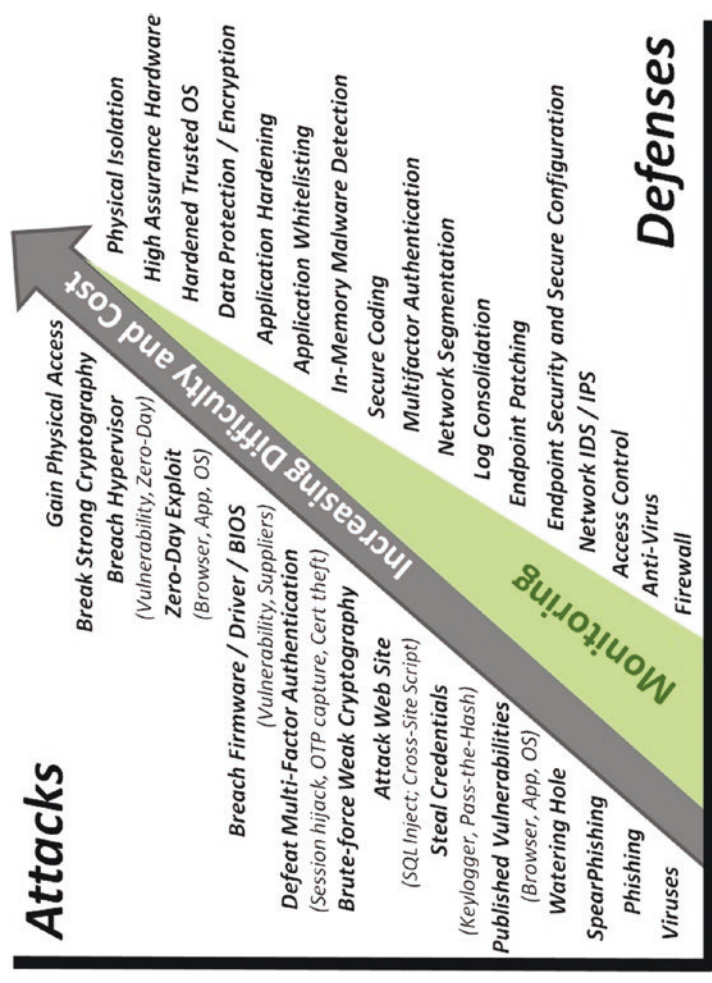 Attacks
Gain Physical Access
Break Strong Cryptography
Breach Hypervisor
(Vulnerability, Zero-Day)
Zero-Day Exploit
(Browser, App, OS)
Breach Firmware / Driver / BIOS
(Vulnerability, Suppliers)
Defeat Multi-Factor Authentication
(Session hijack, OTP capture, Cert theft)
Brute-force Weak Cryptography
Attack Web Site
(SQL Inject; Cross-Site Script)
Steal Credentials
(Keylogger, Pass-the-Hash)
Published Vulnerabilities
(Browser, App, OS)
Watering Hole
SpearPhishing
Phishing
Viruses
Increasing Difficulty and Cost
Monitoring
Physical Isolation
High Assurance Hardware
Hardened Trusted OS
Data Protection / Encryption
Application Hardening
Application Whitelisting
In-Memory Malware Detection
Secure Coding
Multifactor Authentication
Network Segmentation
Log Consolidation
Endpoint Patching
Endpoint Security and Secure Configuration
Network IDS / IPS
Access Control
Anti-Virus
Firewall
Defenses